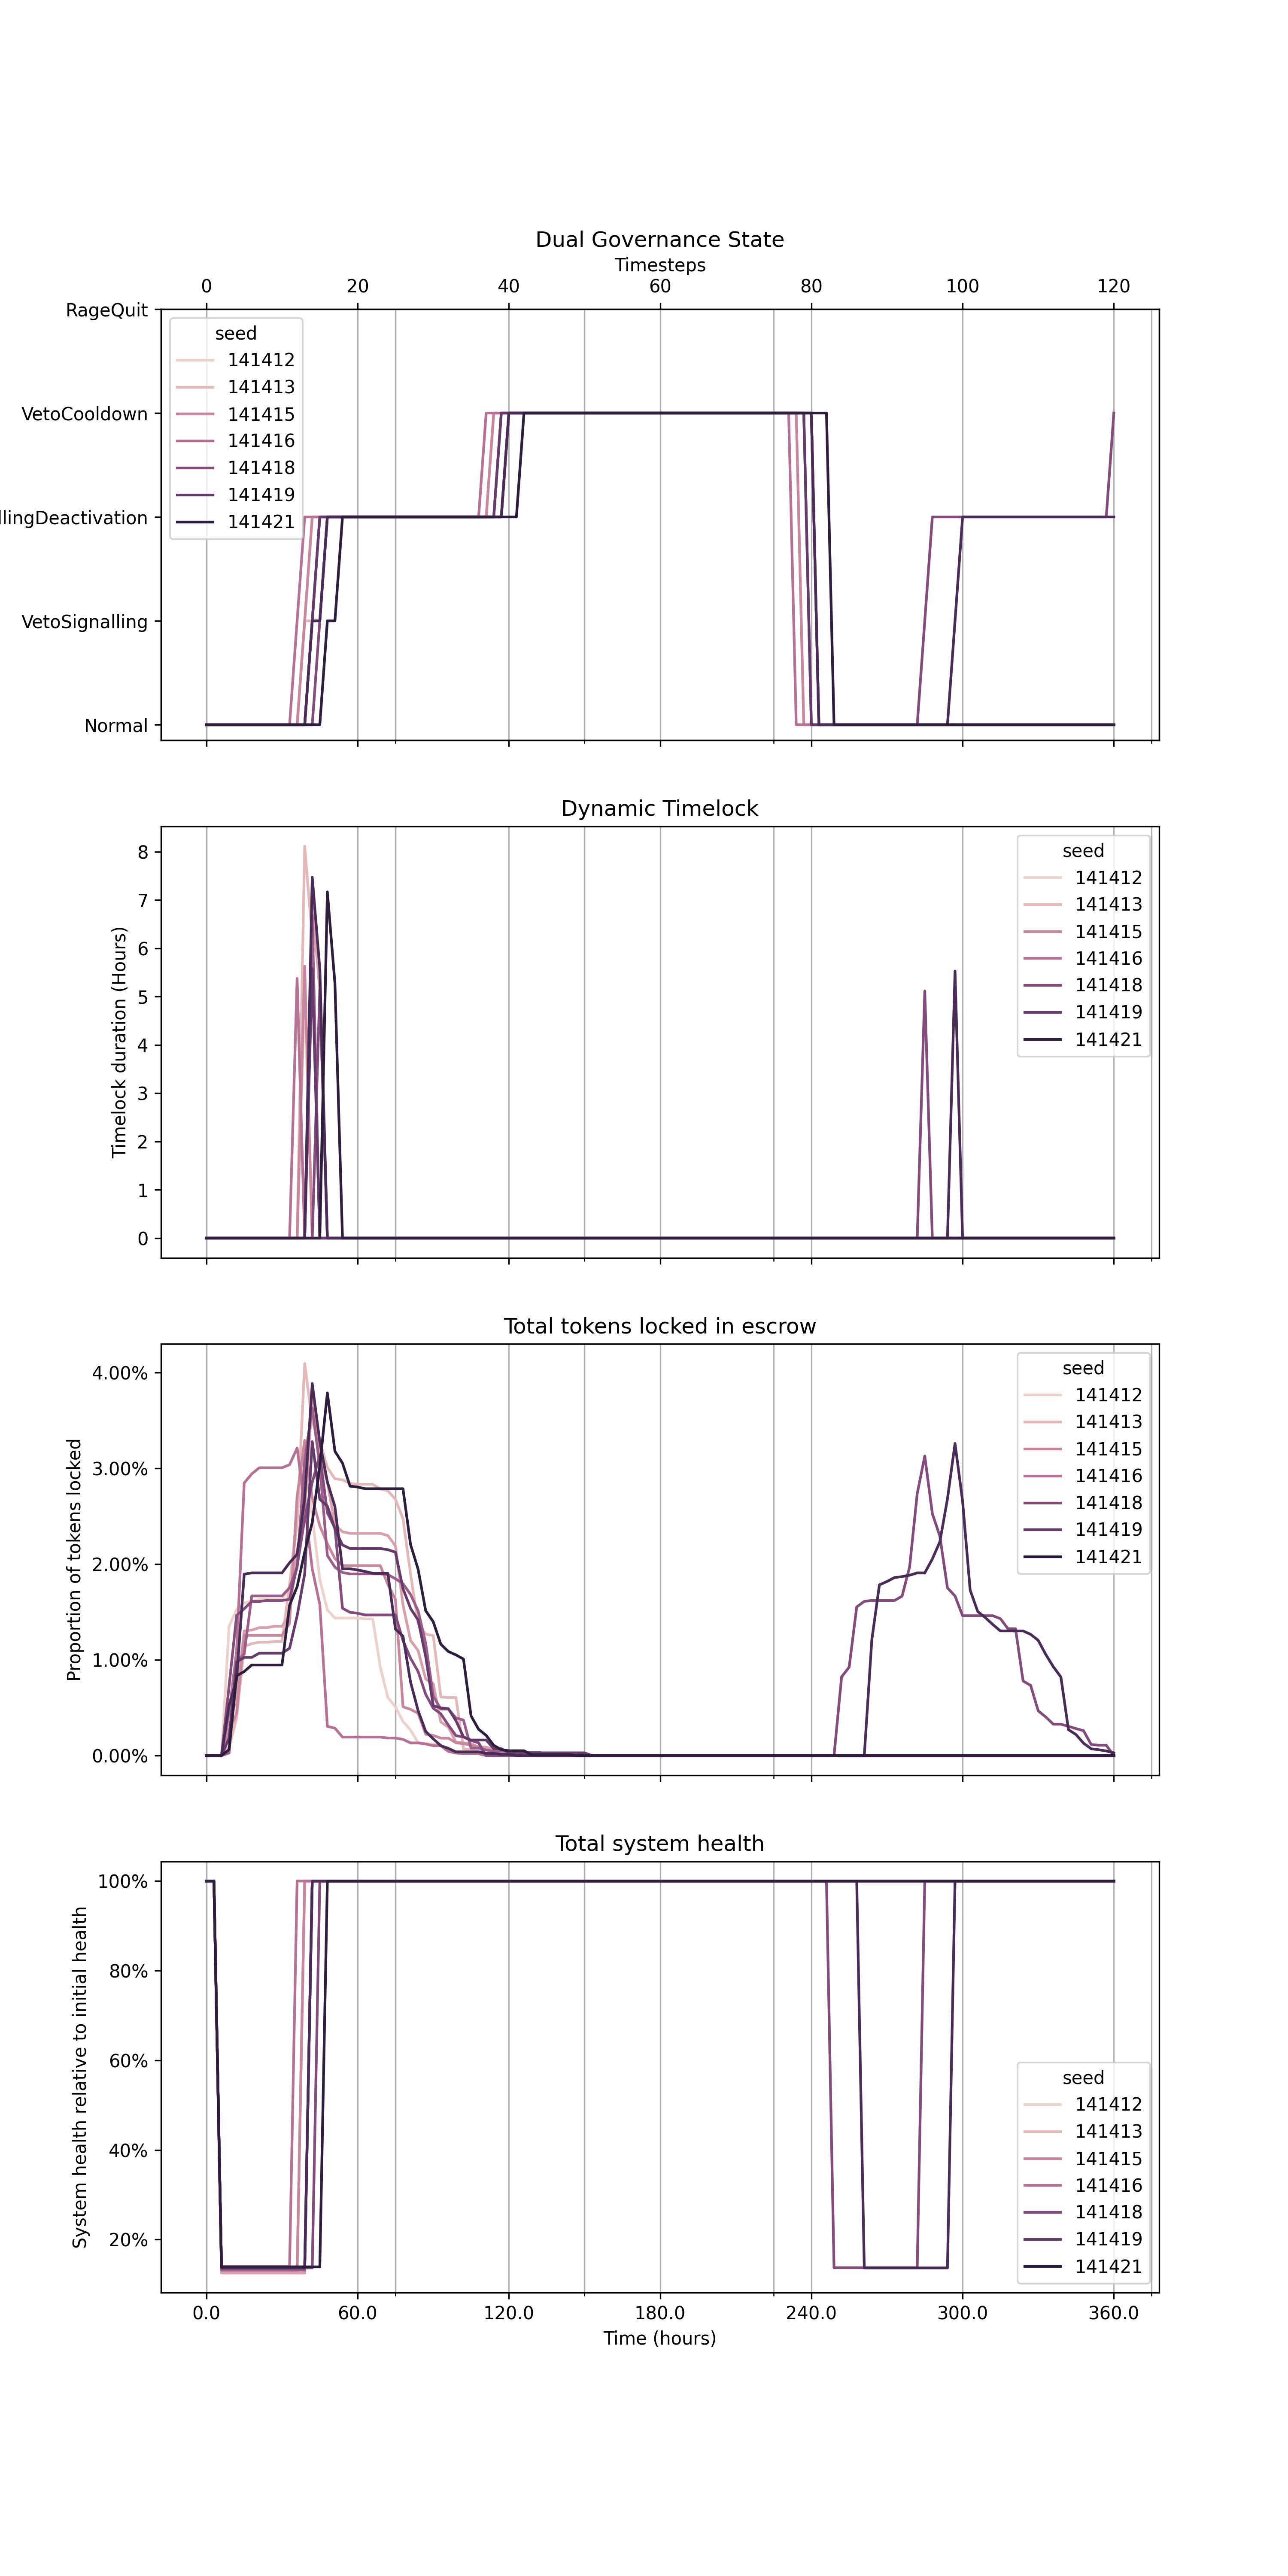 Dual Governance State
Timesteps
0 20 40 60 80 100 120
RageQuit
VetoCooldown
llingDeactivation
VetoSignalling
Normal
seed
141412
141413
141415
141416
141418
141419
141421
Dynamic Timelock
Timelock duration (Hours)
8
7
6
5
4
3
2
1
0
seed
141412
141413
141415
141416
141418
141419
141421
Total tokens locked in escrow
Proportion of tokens locked
4.00%
3.00%
2.00%
1.00%
0.00%
seed
141412
141413
141415
141416
141418
141419
141421
Total system health
System health relative to initial health
100%
80%
60%
40%
20%
seed
141412
141413
141415
141416
141418
141419
141421
0.0 60.0 120.0 180.0 240.0 300.0 360.0
Time (hours)